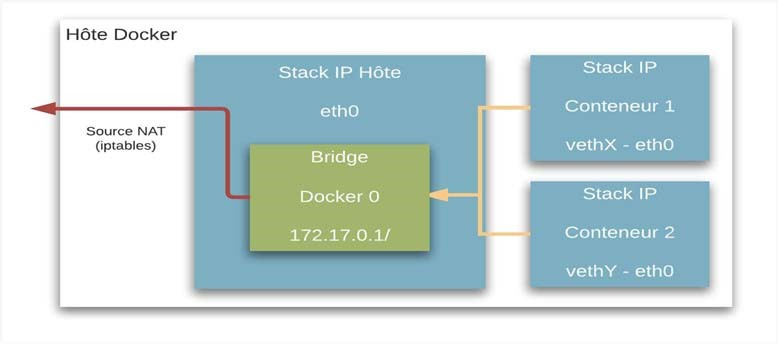 Hôte Docker
Stack IP Hôte
eth0
Source NAT
(iptables)
Bridge
Docker 0
172.17.0.1/
Stack IP
Conteneur 1
vethX - eth0
Stack IP
Conteneur 2
vethY - eth0